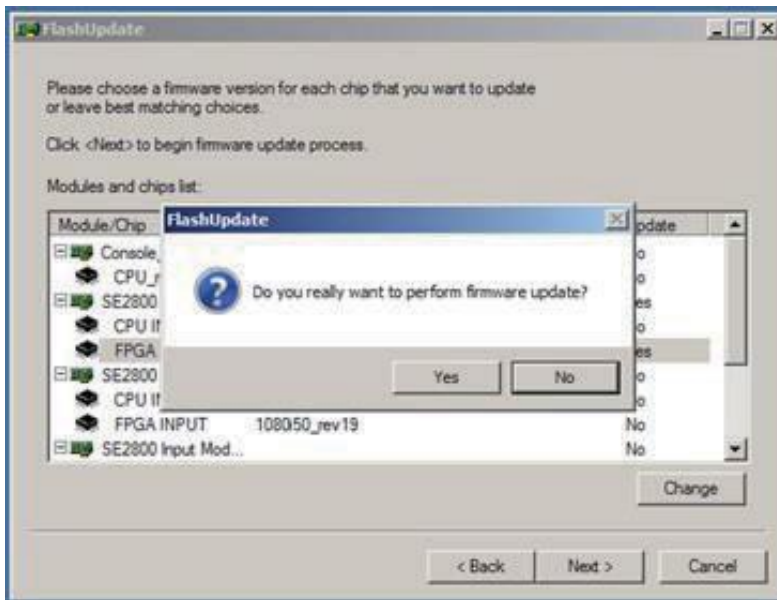 FlashUpdate
Please choose a firmware version for each chip that you want to update
or leave best matching choices.
Click <Next> to begin firmware update process.
Modules and chips list:
Module/Chip
FlashUpdate
pdate
Console_
o
CPU_r
o
SE2800
es
CPU IN
o
FPGA
es
Do you really want to perform firmware update?
Yes
No
SE2800
o
CPU IN
o
FPGA INPUT 1080i50_rev19 No
SE2800 Input Mod... No
Change
< Back
Next >
Cancel